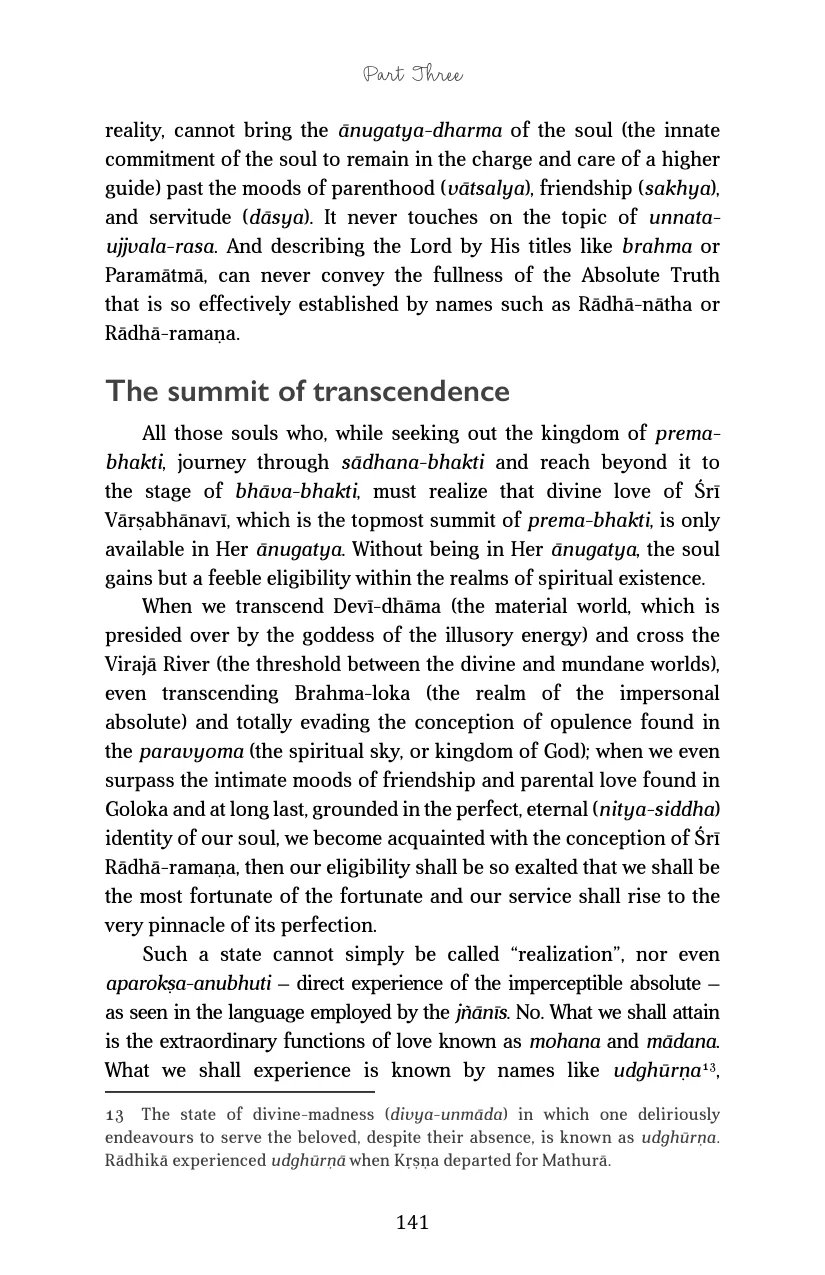 Part Three
reality, cannot bring the ānugatya-dharma of the soul (the innate
commitment of the soul to remain in the charge and care of a higher
guide) past the moods of parenthood (vātsalya), friendship (sakhya),
and servitude (dāsya). It never touches on the topic of unnata-
ujjvala-rasa. And describing the Lord by His titles like brahma or
Paramātmā, can never convey the fullness of the Absolute Truth
that is so effectively established by names such as Rādhā-nātha or
Rādhā-ramaṇa.
The summit of transcendence
All those souls who, while seeking out the kingdom of prema-
bhakti, journey through sādhana-bhakti and reach beyond it to
the stage of bhāva-bhakti, must realize that divine love of Śrī
Vārṣabhānavī, which is the topmost summit of prema-bhakti, is only
available in Her ānugatya. Without being in Her ānugatya, the soul
gains but a feeble eligibility within the realms of spiritual existence.
When we transcend Devī-dhāma (the material world, which is
presided over by the goddess of the illusory energy) and cross the
Virajā River (the threshold between the divine and mundane worlds),
even transcending Brahma-loka (the realm of the impersonal
absolute) and totally evading the conception of opulence found in
the paravyoma (the spiritual sky, or kingdom of God); when we even
surpass the intimate moods of friendship and parental love found in
Goloka and at long last, grounded in the perfect, eternal (nitya-siddha)
identity of our soul, we become acquainted with the conception of Śrī
Rādhā-ramaṇa, then our eligibility shall be so exalted that we shall be
the most fortunate of the fortunate and our service shall rise to the
very pinnacle of its perfection.
Such a state cannot simply be called “realization”, nor even
aparokṣa-anubhuti – direct experience of the imperceptible absolute –
as seen in the language employed by the jñānīs. No. What we shall attain
is the extraordinary functions of love known as mohana and mādana.
What we shall experience is known by names like udghūrṇa¹³,
13 The state of divine-madness (divya-unmāda) in which one deliriously
endeavours to serve the beloved, despite their absence, is known as udghūrṇa.
Rādhikā experienced udghūrṇā when Kṛṣṇa departed for Mathurā.
141